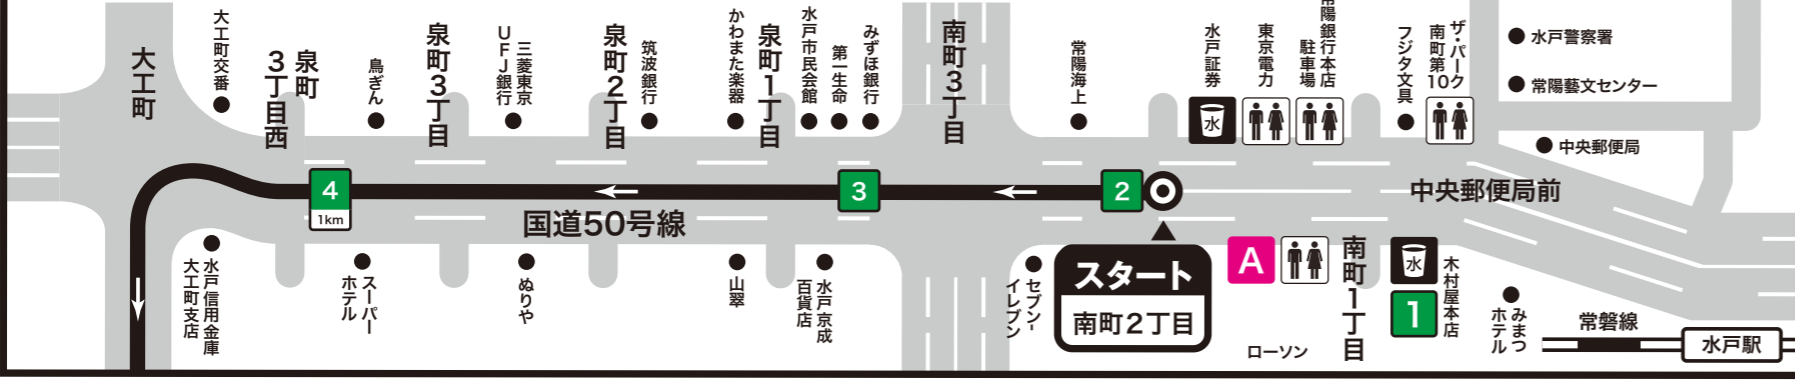 大工町
大工町交番
泉町
3丁目西
鳥ぎん
泉町3丁目
三菱東京
UFJ銀行
泉町2丁目
筑波銀行
かわまた楽器
泉町1丁目
水戸市民会館
第一生命
みずほ銀行
南町3丁目
常陽海上
水戸証券
水
東京電力
常陽銀行本店
駐車場
フジタ文具
ザ・パーク
南町第10
水戸警察署
常陽藝文センター
中央郵便局
中央郵便局前
4
1km
3
2
国道50号線
スタート
南町2丁目
A
南町1丁目
水
1
木村屋本店
ローソン
水戸信用金庫
大工町支店
スーパー
ホテル
ぬりや
山翠
水戸京成
百貨店
セブン-
イレブン
みまつ
ホテル
常磐線
水戸駅